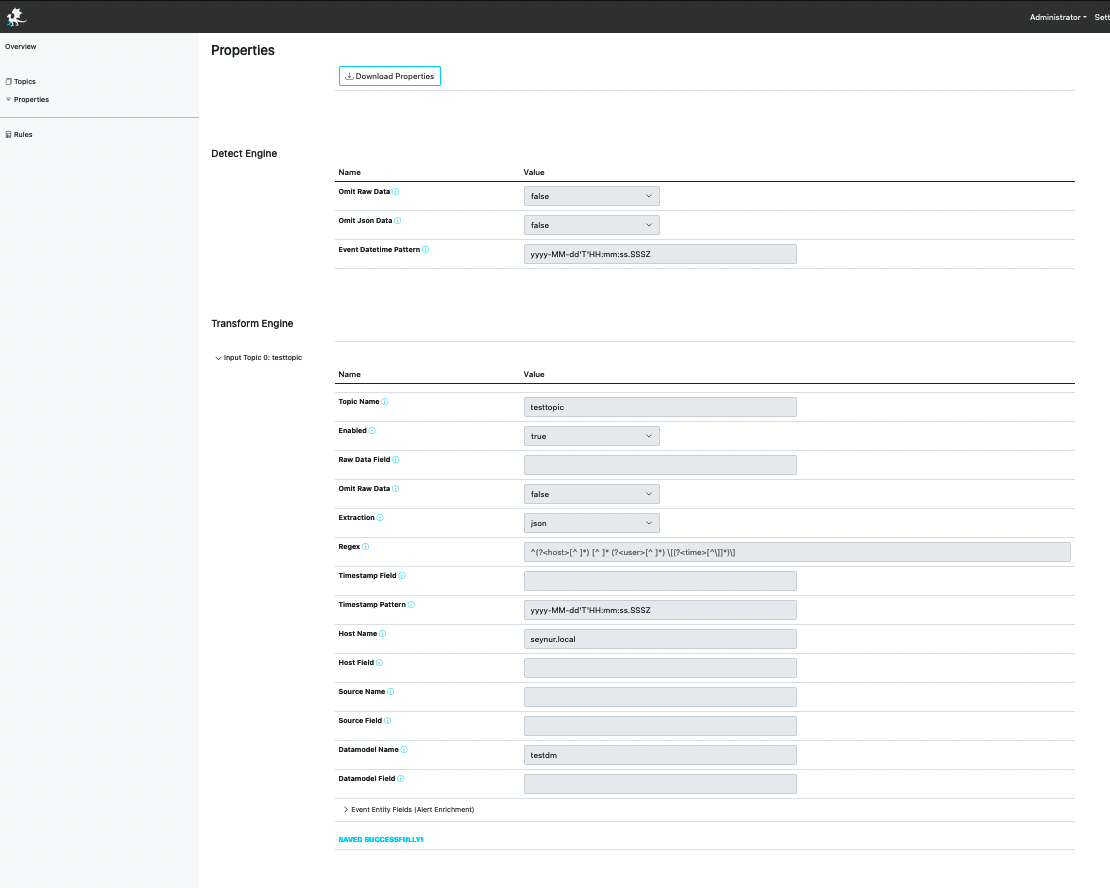 Administrator Sett
Overview
Topics
Properties
Rules
Properties
Download Properties
Detect Engine
Name Value
Omit Raw Data false
Omit Json Data false
Event Datetime Pattern yyyy-MM-dd'T'HH:mm:ss.SSSZ
Transform Engine
Input Topic 0: testtopic
Name Value
Topic Name testtopic
Enabled true
Raw Data Field
Omit Raw Data false
Extraction json
Regex ^(?<host>[^ ]*) [^ ]* (?<user>[^ ]*) \[(?<time>[^\]]*)\]
Timestamp Field
Timestamp Pattern yyyy-MM-dd'T'HH:mm:ss.SSSZ
Host Name seynur.local
Host Field
Source Name
Source Field
Datamodel Name testdm
Datamodel Field
Event Entity Fields (Alert Enrichment)
SAVED SUCCESSFULLY!